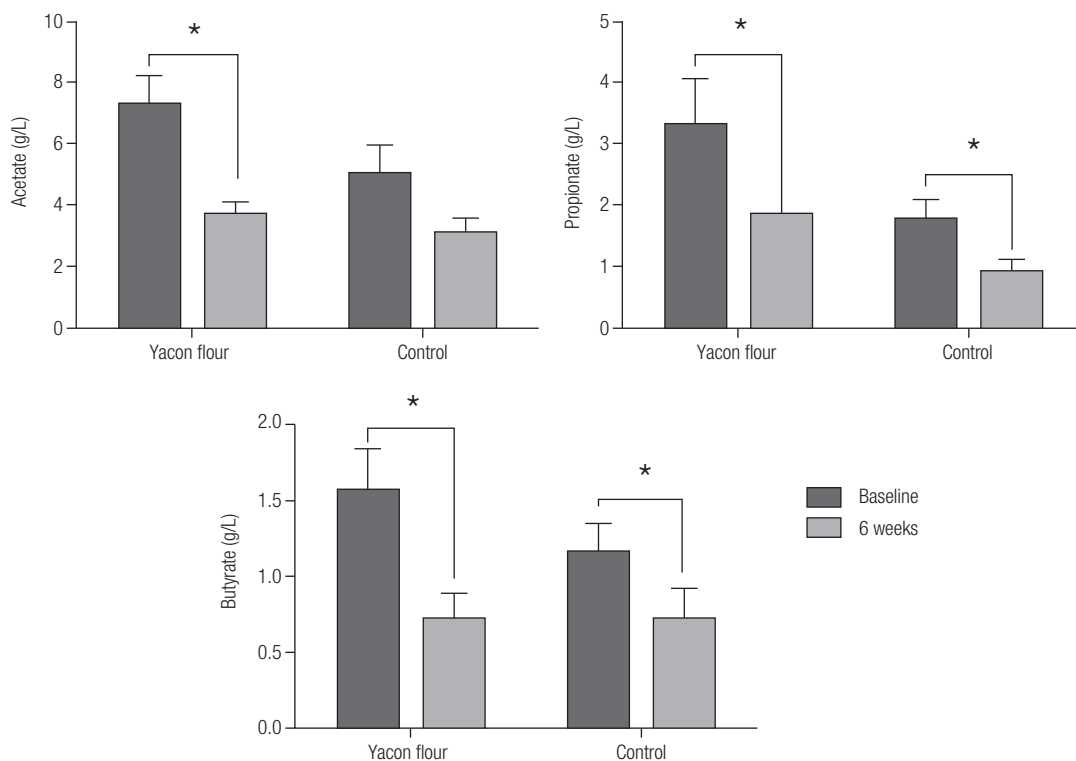 Acetate (g/L)
10
8
6
4
2
0
*
Yacon flour
Control
Propionate (g/L)
5
4
3
2
1
0
*
*
Yacon flour
Control
Butyrate (g/L)
2.0
1.5
1.0
0.5
0.0
*
*
Yacon flour
Control
Baseline
6 weeks